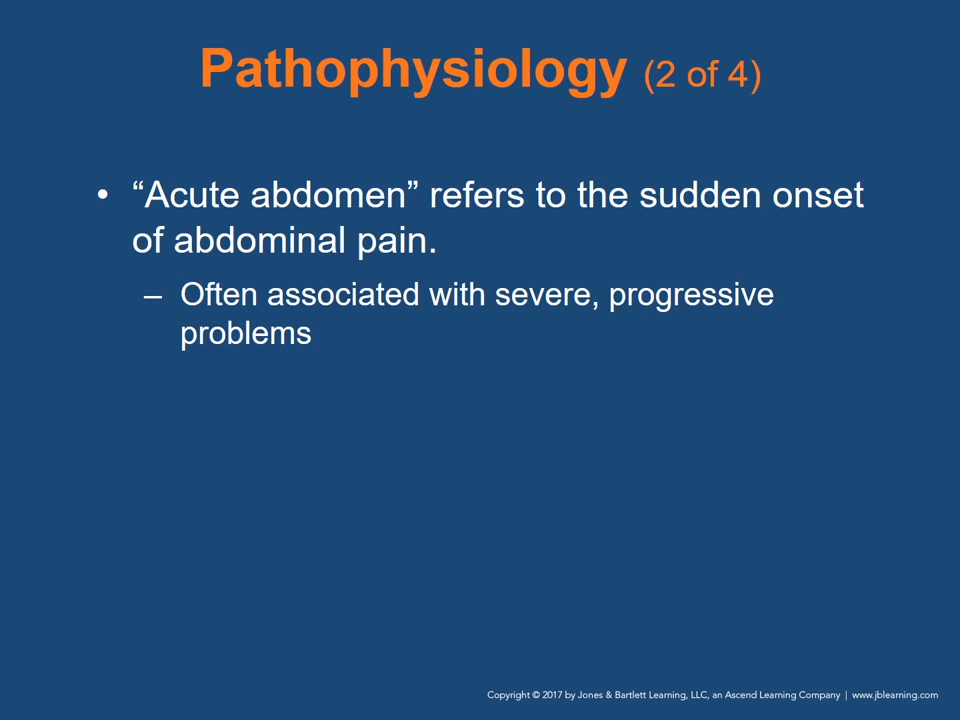 Pathophysiology (2 of 4)
• “Acute abdomen” refers to the sudden onset
of abdominal pain.
– Often associated with severe, progressive
problems
Copyright © 2017 by Jones & Bartlett Learning, LLC, an Ascend Learning Company | www.jblearning.com